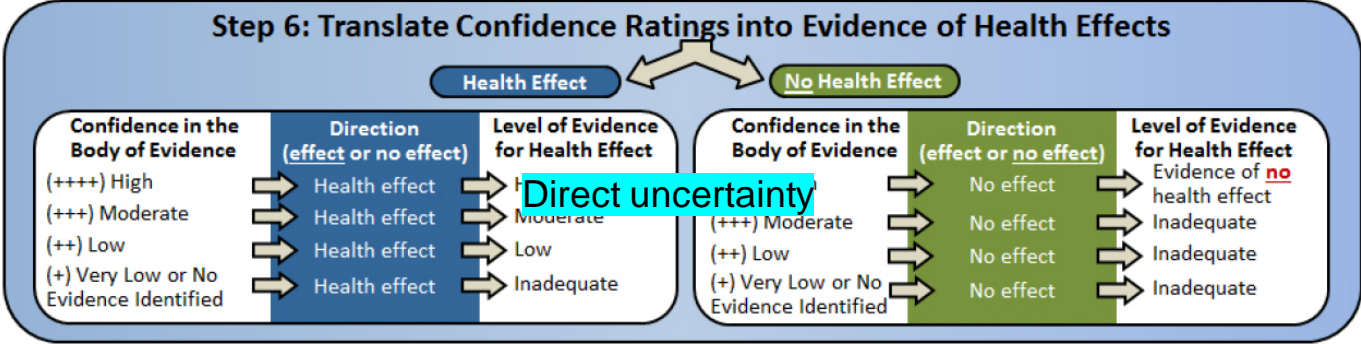 Step 6: Translate Confidence Ratings into Evidence of Health Effects
Health Effect
No Health Effect
Confidence in the
Body of Evidence
Direction
(effect or no effect)
Level of Evidence
for Health Effect
(++++) High
Health effect
(+++) Moderate
Health effect
Moderate
(++) Low
Health effect
Low
(+) Very Low or No
Evidence Identified
Health effect
Inadequate
Direct uncertainty
Confidence in the
Body of Evidence
Direction
(effect or no effect)
Level of Evidence
for Health Effect
No effect
Evidence of no
health effect
(+++) Moderate
No effect
Inadequate
(++) Low
No effect
Inadequate
(+) Very Low or No
Evidence Identified
No effect
Inadequate